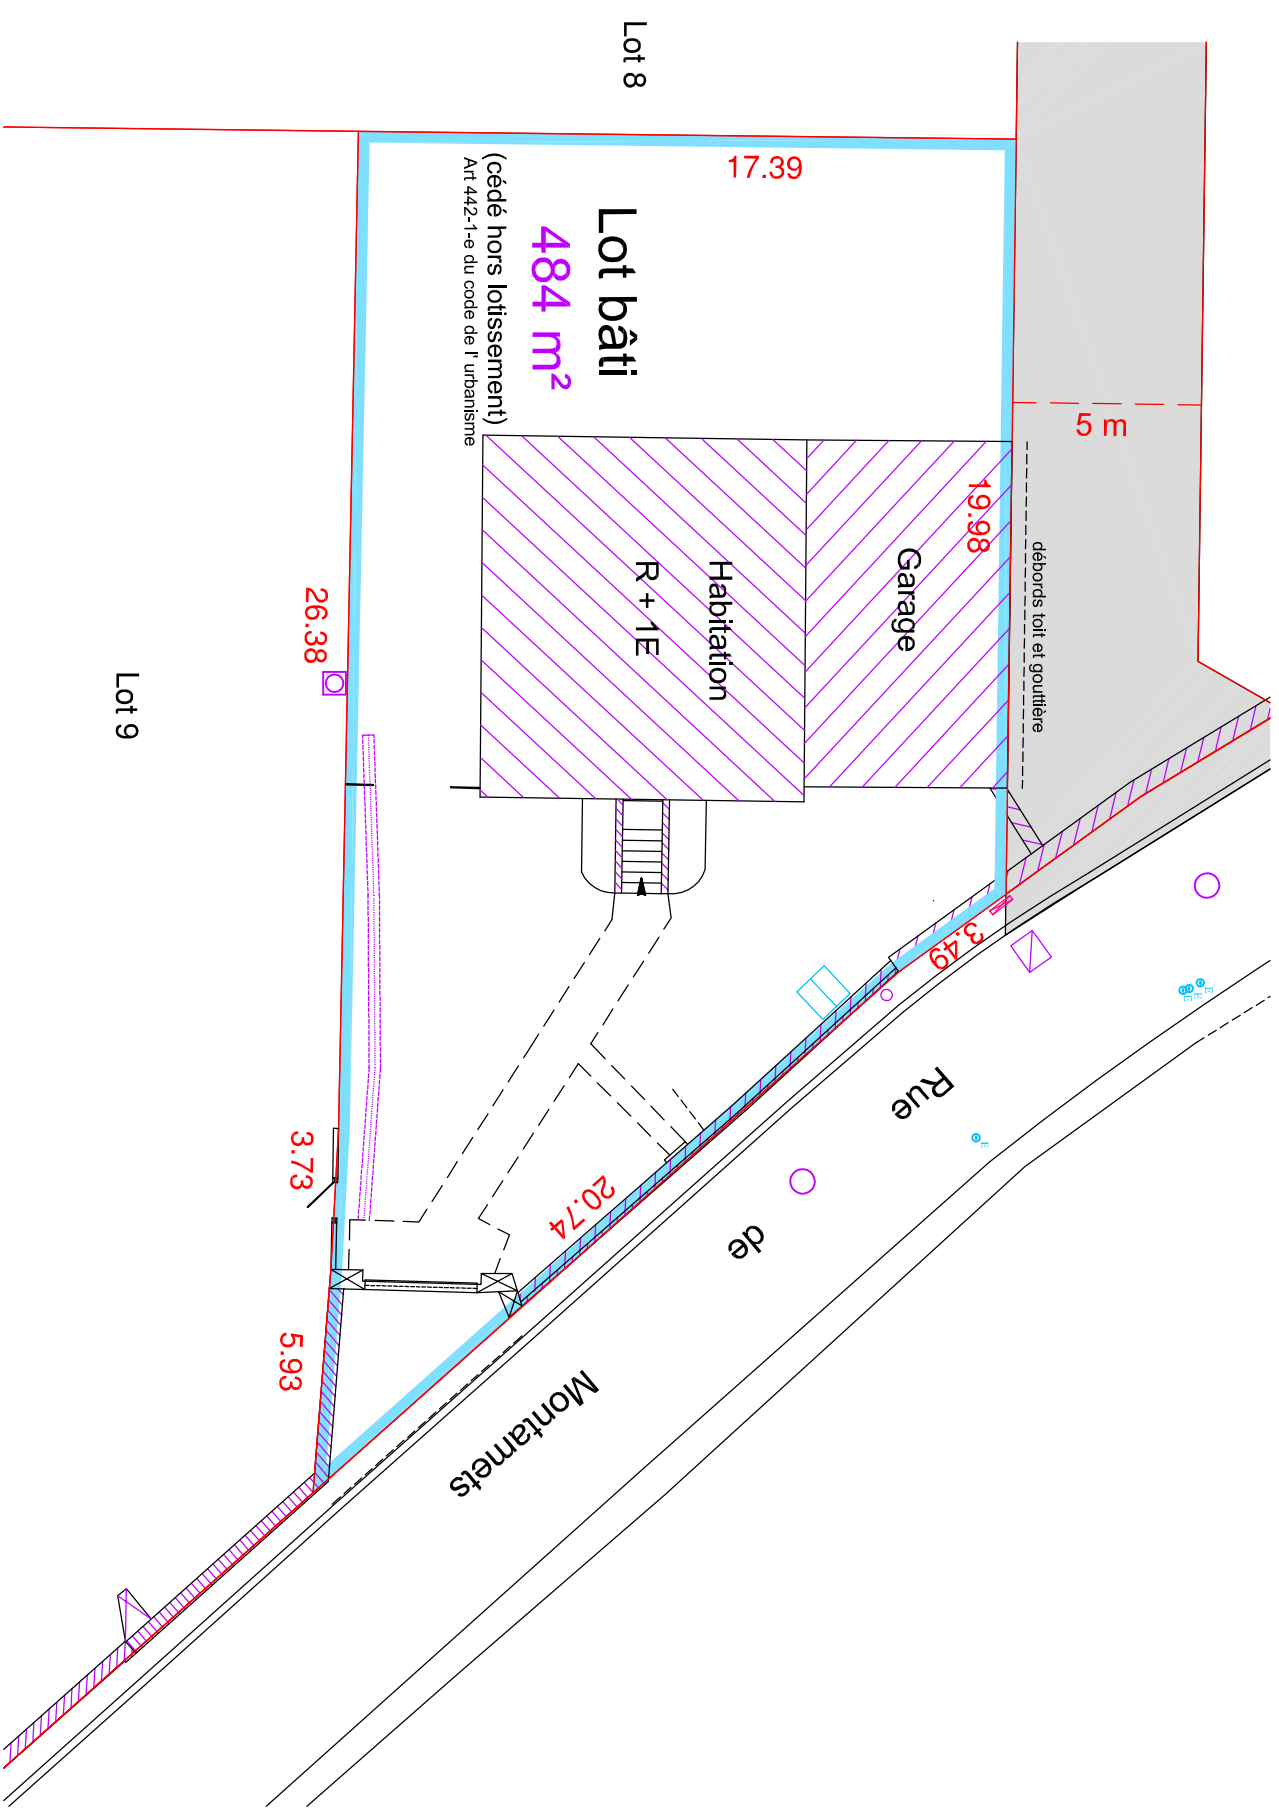 Lot 8
17.39
Lot bâti
484 m²
(cédé hors lotissement)
Art 442-1-e du code de l' urbanisme
5 m
19.98
débords toit et gouttière
Garage
Habitation
R + 1E
26.38
Lot 9
3.49
20.74
3.73
5.93
Rue
de
Montamets
E
E
E
E